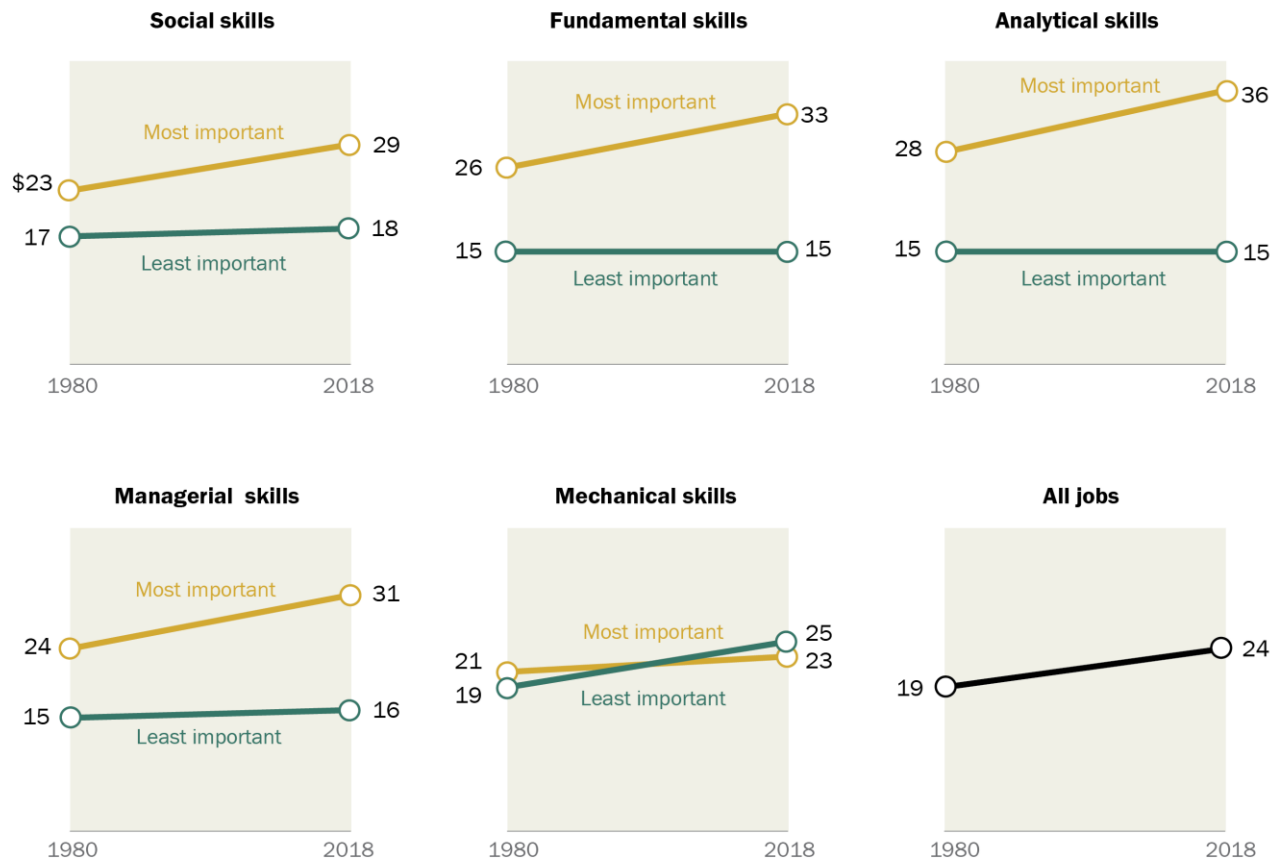 Social skills
Most important
$23
29
17
18
Least important
1980 2018
Fundamental skills
Most important
26
33
15
15
Least important
1980 2018
Analytical skills
Most important
28
36
15
15
Least important
1980 2018
Managerial skills
Most important
24
31
15
16
Least important
1980 2018
Mechanical skills
Most important
21
25
19
23
Least important
1980 2018
All jobs
19
24
1980 2018